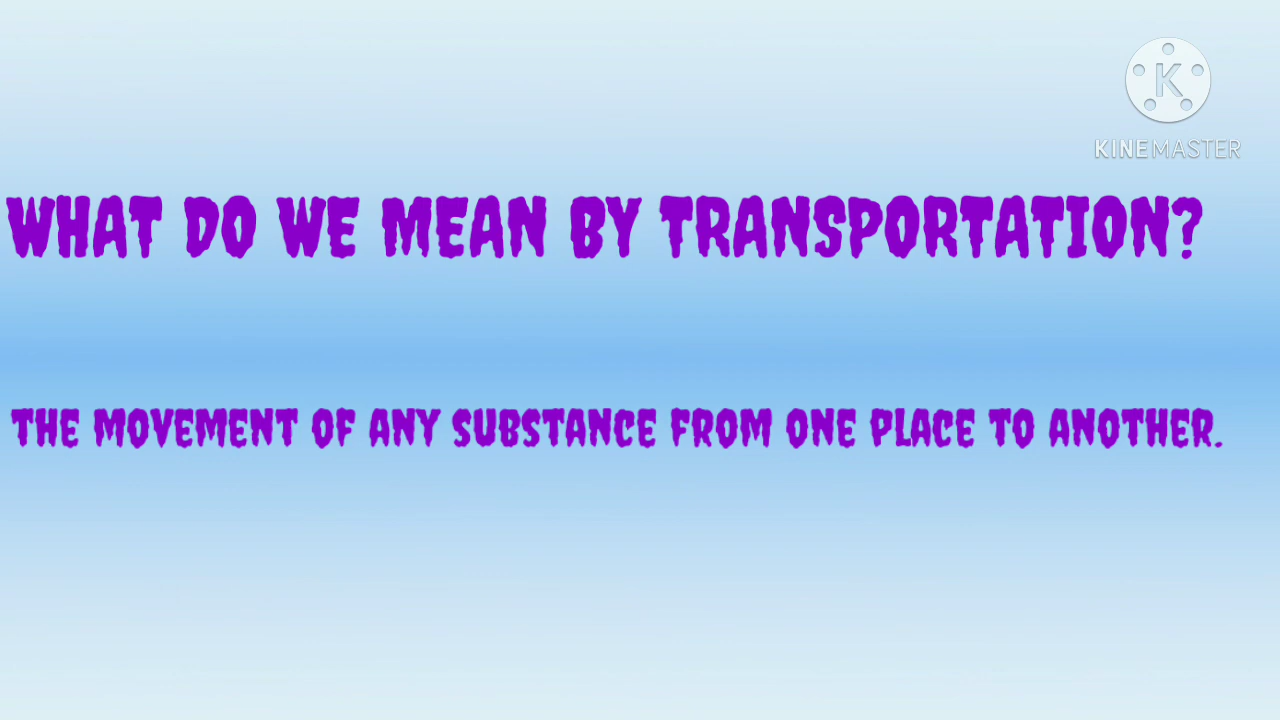 K
KINEMASTER
WHAT DO WE MEAN BY TRANSPORTATION?
THE MOVEMENT OF ANY SUBSTANCE FROM ONE PLACE TO ANOTHER.